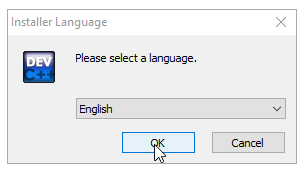 Installer Language
DEV
C++
Please select a language.
English
OK
Cancel